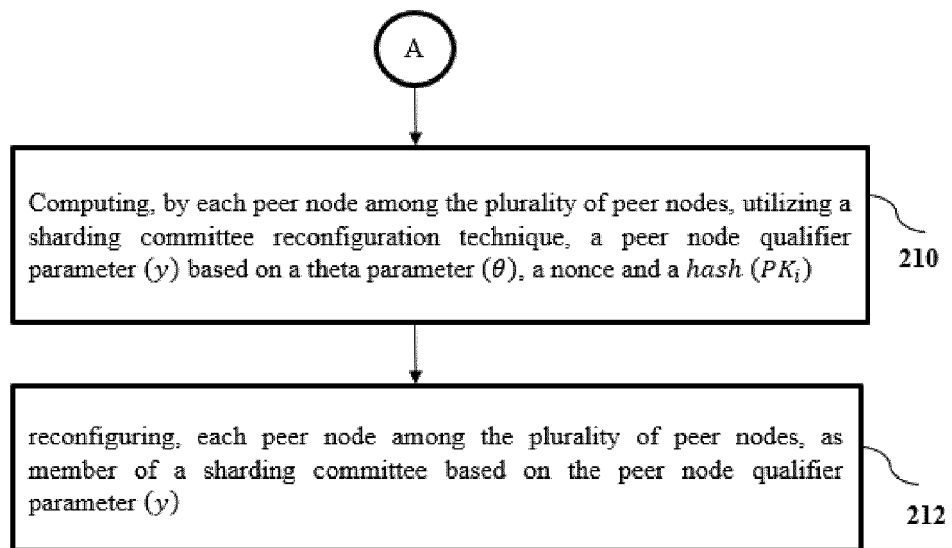 A
Computing, by each peer node among the plurality of peer nodes, utilizing a
sharding committee reconfiguration technique, a peer node qualifier
parameter (y) based on a theta parameter (θ), a nonce and a hash (PKᵢ)
210
reconfiguring, each peer node among the plurality of peer nodes, as
member of a sharding committee based on the peer node qualifier
parameter (y)
212